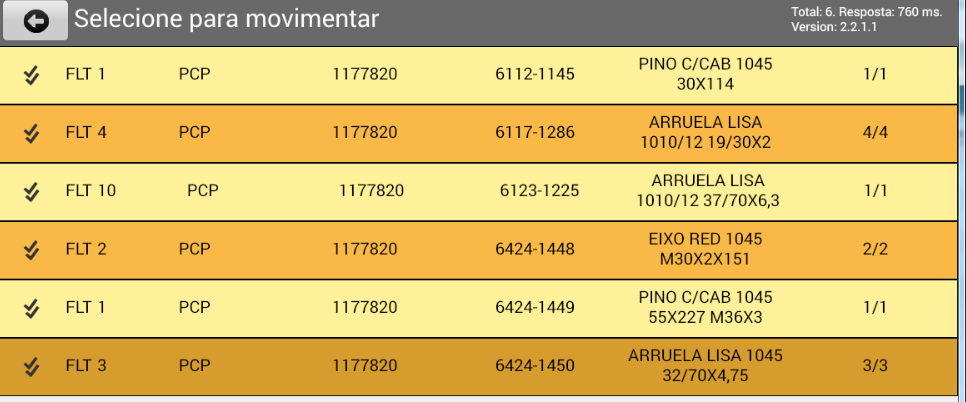 Selecione para movimentar
Total: 6. Resposta: 760 ms.
Version: 2.2.1.1
FLT 1 PCP 1177820 6112-1145 PINO C/CAB 1045 30X114 1/1
FLT 4 PCP 1177820 6117-1286 ARRUELA LISA 1010/12 19/30X2 4/4
FLT 10 PCP 1177820 6123-1225 ARRUELA LISA 1010/12 37/70X6,3 1/1
FLT 2 PCP 1177820 6424-1448 EIXO RED 1045 M30X2X151 2/2
FLT 1 PCP 1177820 6424-1449 PINO C/CAB 1045 55X227 M36X3 1/1
FLT 3 PCP 1177820 6424-1450 ARRUELA LISA 1045 32/70X4,75 3/3